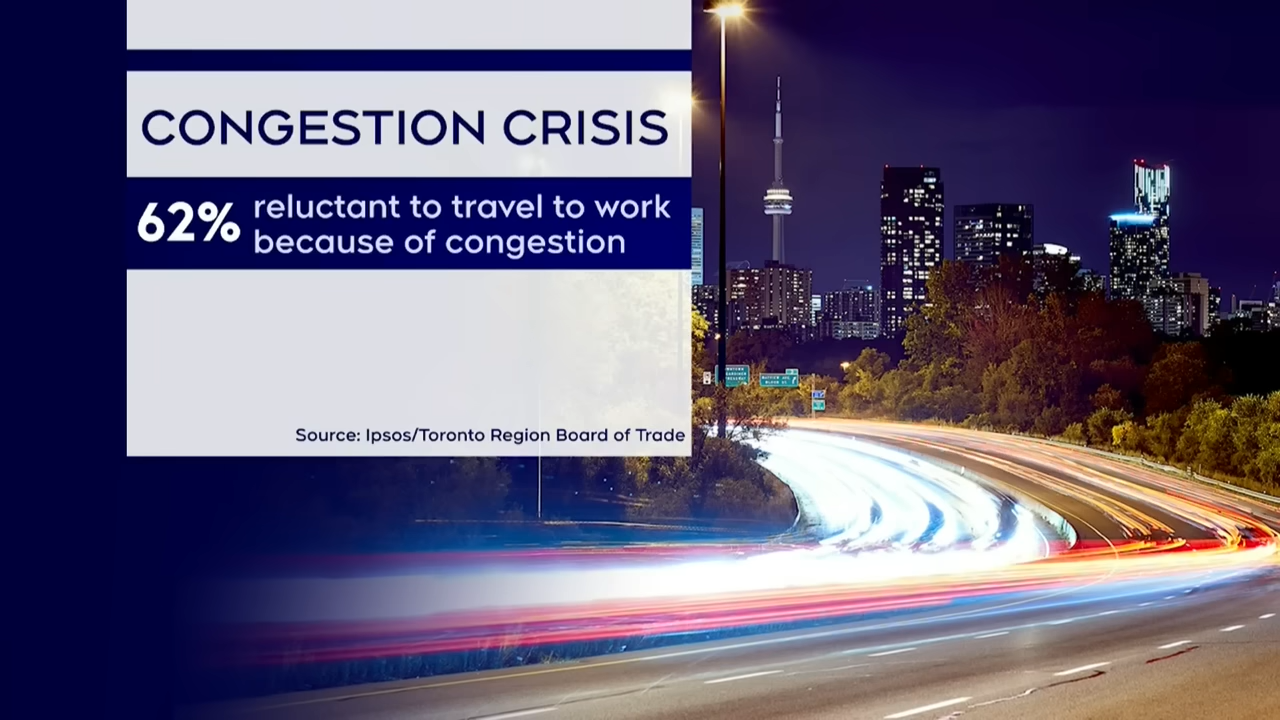 CONGESTION CRISIS
62%
reluctant to travel to work
because of congestion
Source: Ipsos/Toronto Region Board of Trade